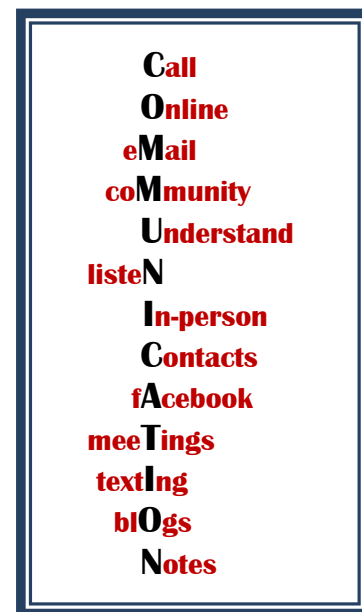 Call
Online
eMail
coMmunity
Understand
listeN
In-person
Contacts
fAcebook
meeTings
textIng
blOgs
Notes